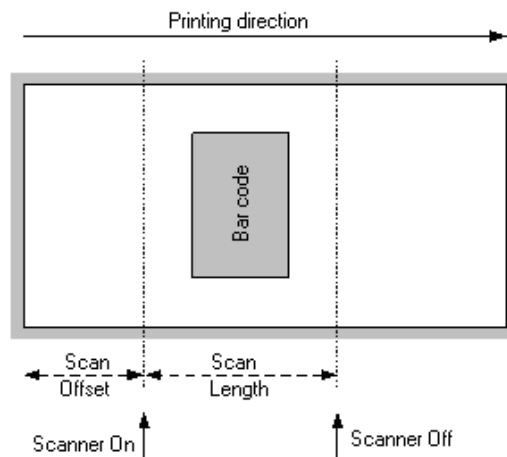 Printing direction
Bar code
Scan
Offset
Scan
Length
Scanner On
Scanner Off